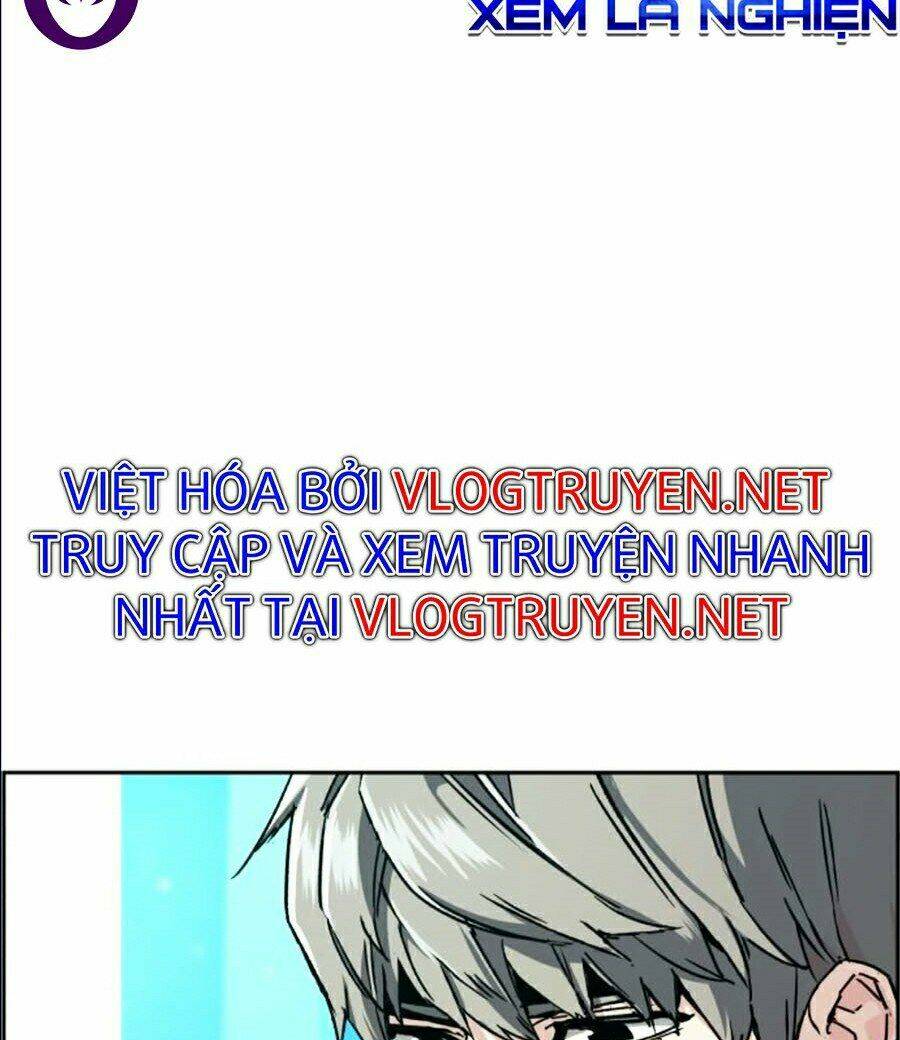 XEM LÀ NGHIỆN
VIỆT HÓA BỞI VLOGTRUYEN.NET
TRUY CẬP VÀ XEM TRUYỆN NHANH
NHẤT TẠI VLOGTRUYEN.NET